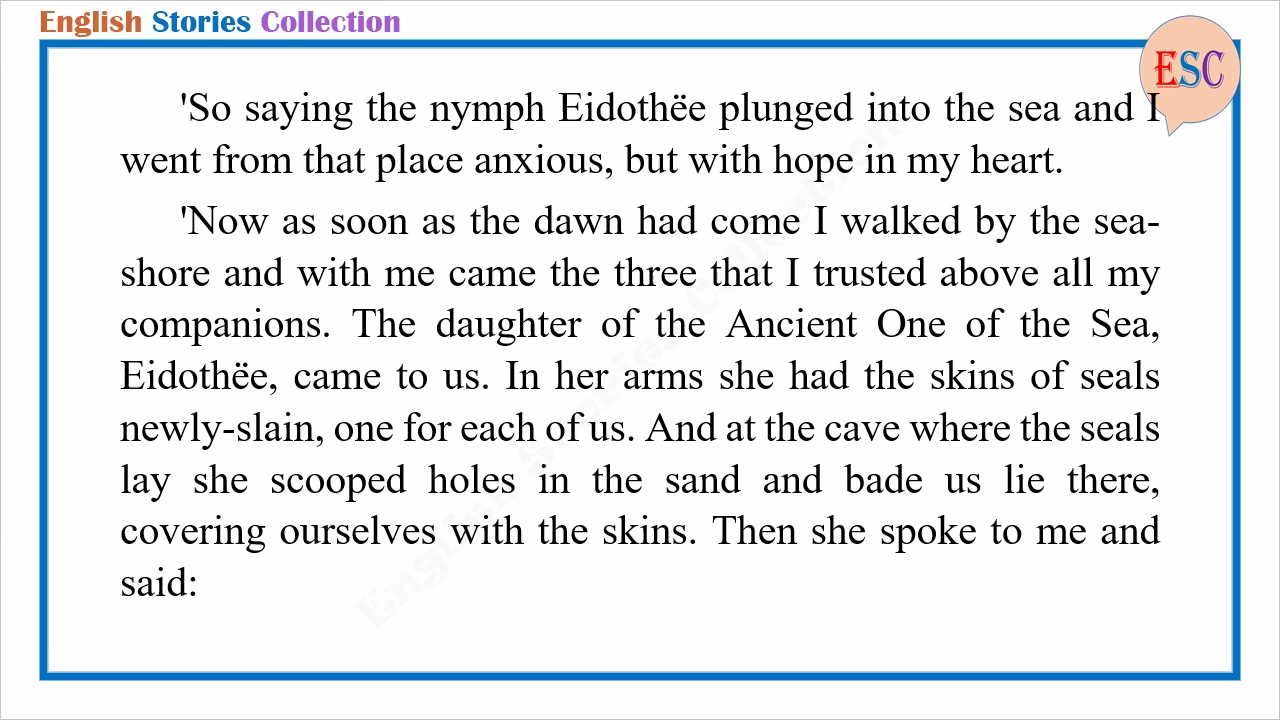 English Stories Collection
ESC
'So saying the nymph Eidothëe plunged into the sea and I
went from that place anxious, but with hope in my heart.
'Now as soon as the dawn had come I walked by the sea-
shore and with me came the three that I trusted above all my
companions. The daughter of the Ancient One of the Sea,
Eidothëe, came to us. In her arms she had the skins of seals
newly-slain, one for each of us. And at the cave where the seals
lay she scooped holes in the sand and bade us lie there,
covering ourselves with the skins. Then she spoke to me and
said: